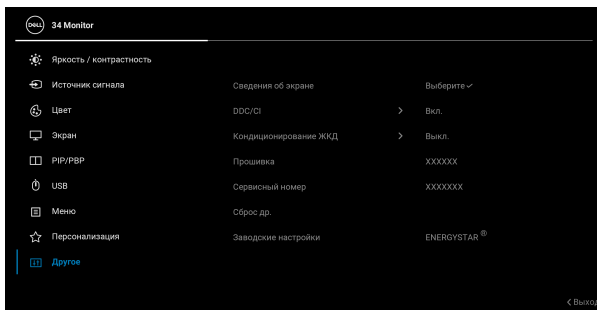 DELL 34 Monitor
Яркость / контрастность
Источник сигнала Сведения об экране Выберите ✓
Цвет DDC/CI > Вкл.
Экран Кондиционирование ЖКД > Выкл.
PIP/PBP Прошивка XXXXXX
USB Сервисный номер XXXXXXX
Меню Сброс др.
Персонализация Заводские настройки ENERGYSTAR ®
Другое
< Выход